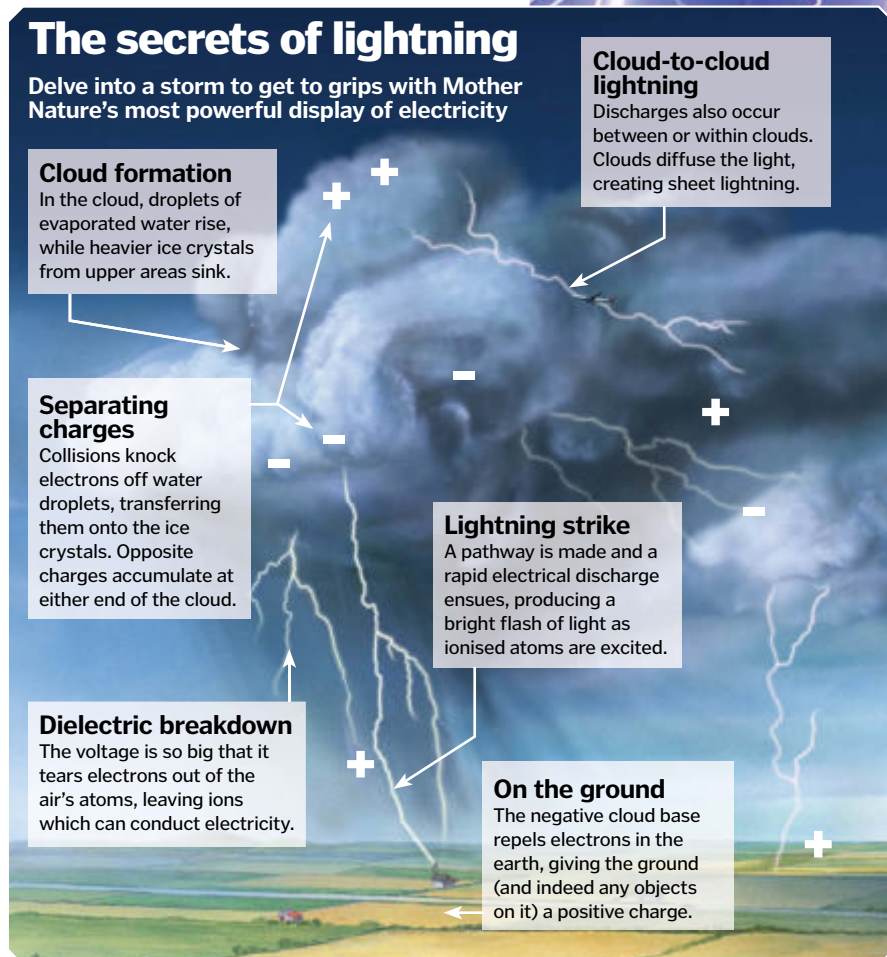 The secrets of lightning
Delve into a storm to get to grips with Mother
Nature's most powerful display of electricity
Cloud formation
In the cloud, droplets of
evaporated water rise,
while heavier ice crystals
from upper areas sink.
Cloud-to-cloud
lightning
Discharges also occur
between or within clouds.
Clouds diffuse the light,
creating sheet lightning.
Separating
charges
Collisions knock
electrons off water
droplets, transferring
them onto the ice
crystals. Opposite
charges accumulate at
either end of the cloud.
Lightning strike
A pathway is made and a
rapid electrical discharge
ensues, producing a
bright flash of light as
ionised atoms are excited.
Dielectric breakdown
The voltage is so big that it
tears electrons out of the
air's atoms, leaving ions
which can conduct electricity.
On the ground
The negative cloud base
repels electrons in the
earth, giving the ground
(and indeed any objects
on it) a positive charge.